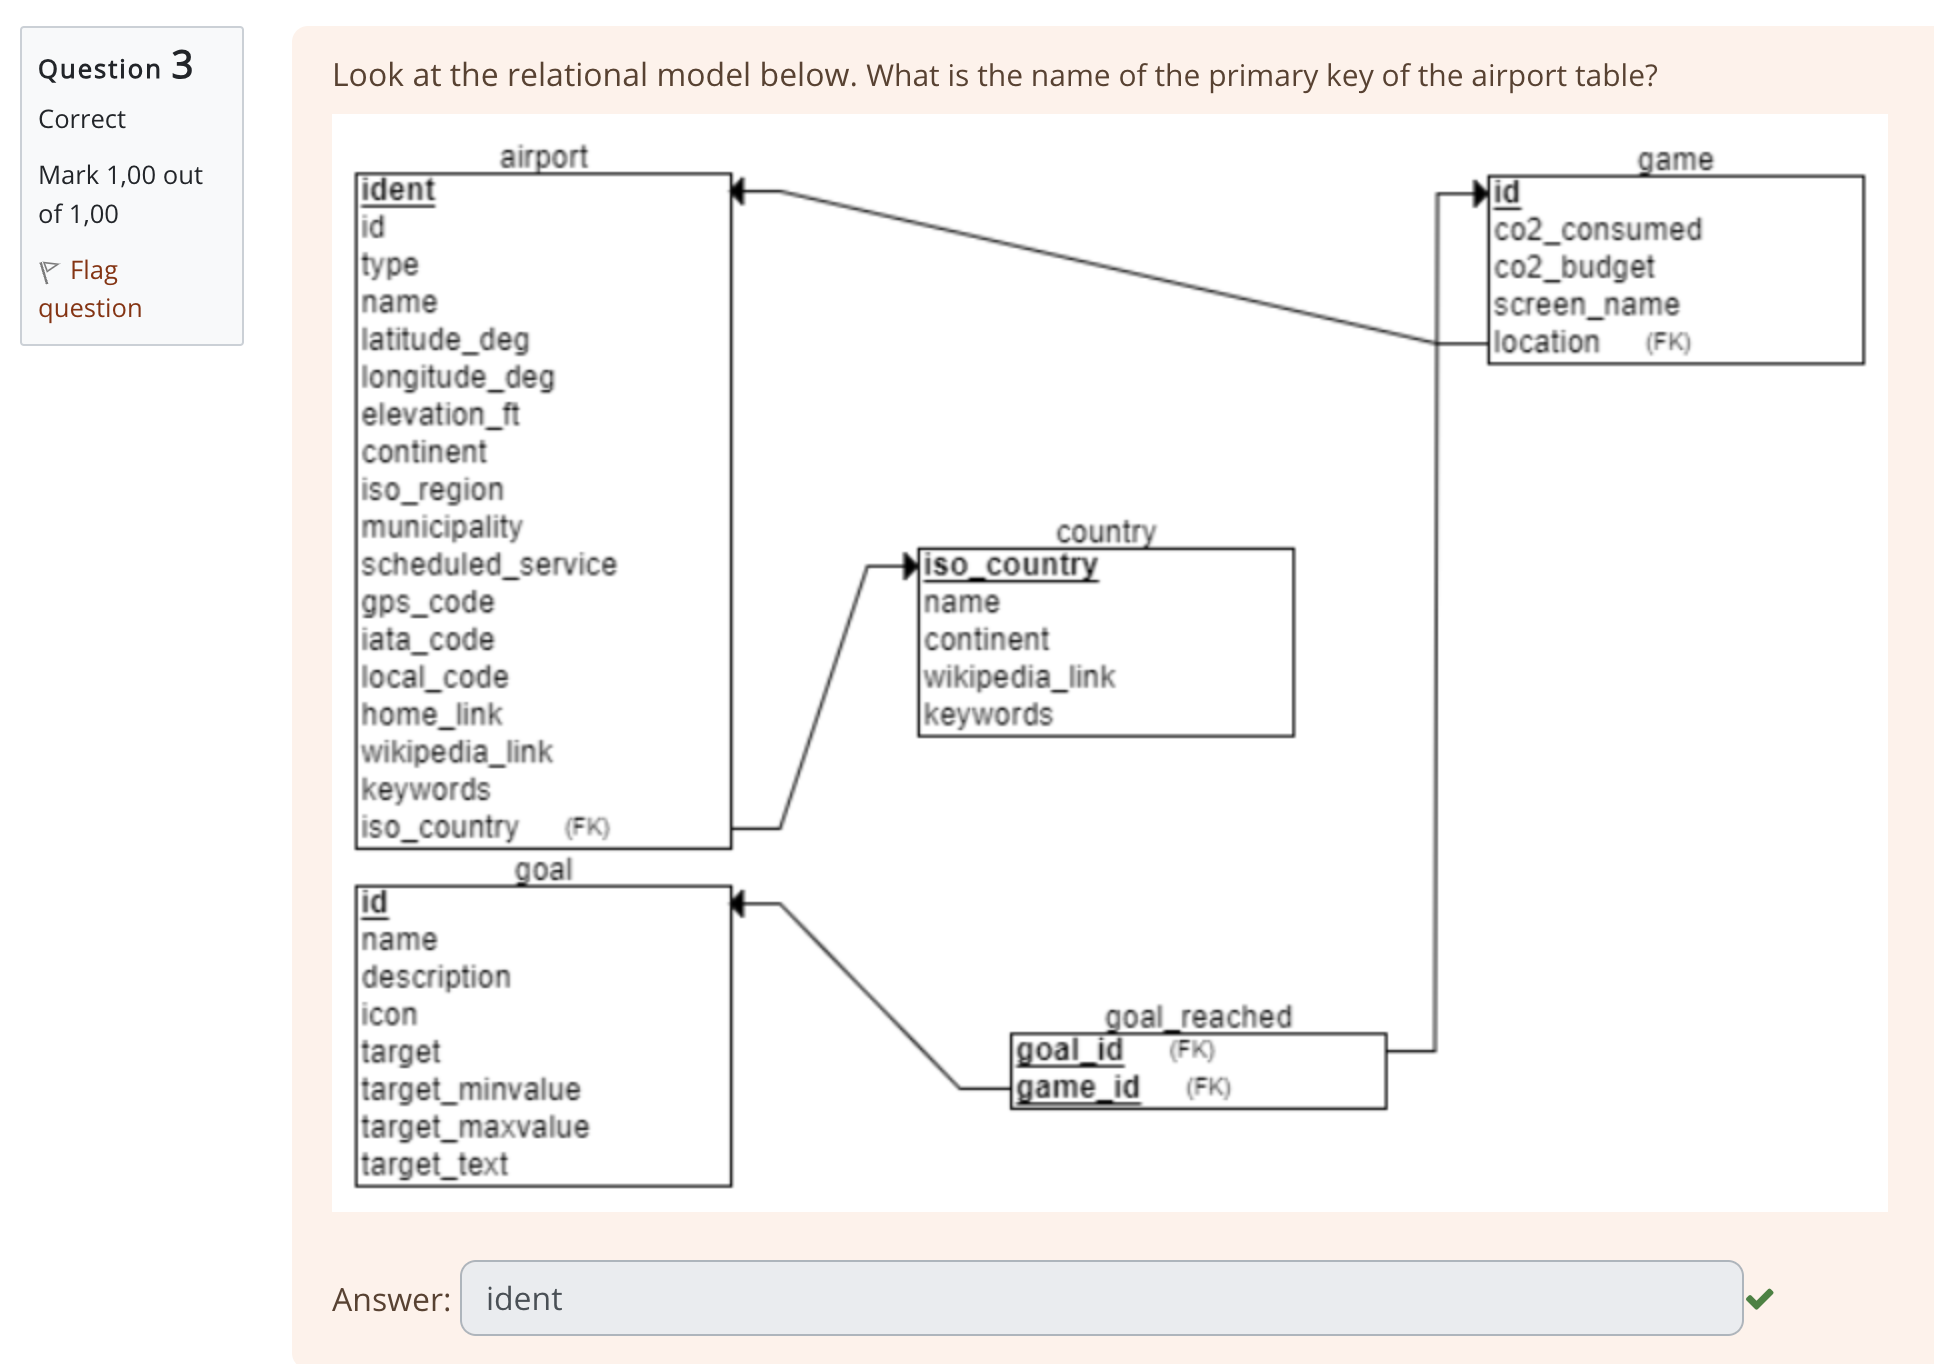 Question 3
Correct
Mark 1,00 out
of 1,00
Flag
question
Look at the relational model below. What is the name of the primary key of the airport table?
airport
ident
id
type
name
latitude_deg
longitude_deg
elevation_ft
continent
iso_region
municipality
scheduled_service
gps_code
iata_code
local_code
home_link
wikipedia_link
keywords
iso_country (FK)
game
id
co2_consumed
co2_budget
screen_name
location (FK)
country
iso_country
name
continent
wikipedia_link
keywords
goal
id
name
description
icon
target
target_minvalue
target_maxvalue
target_text
goal_reached
goal_id (FK)
game_id (FK)
Answer: ident